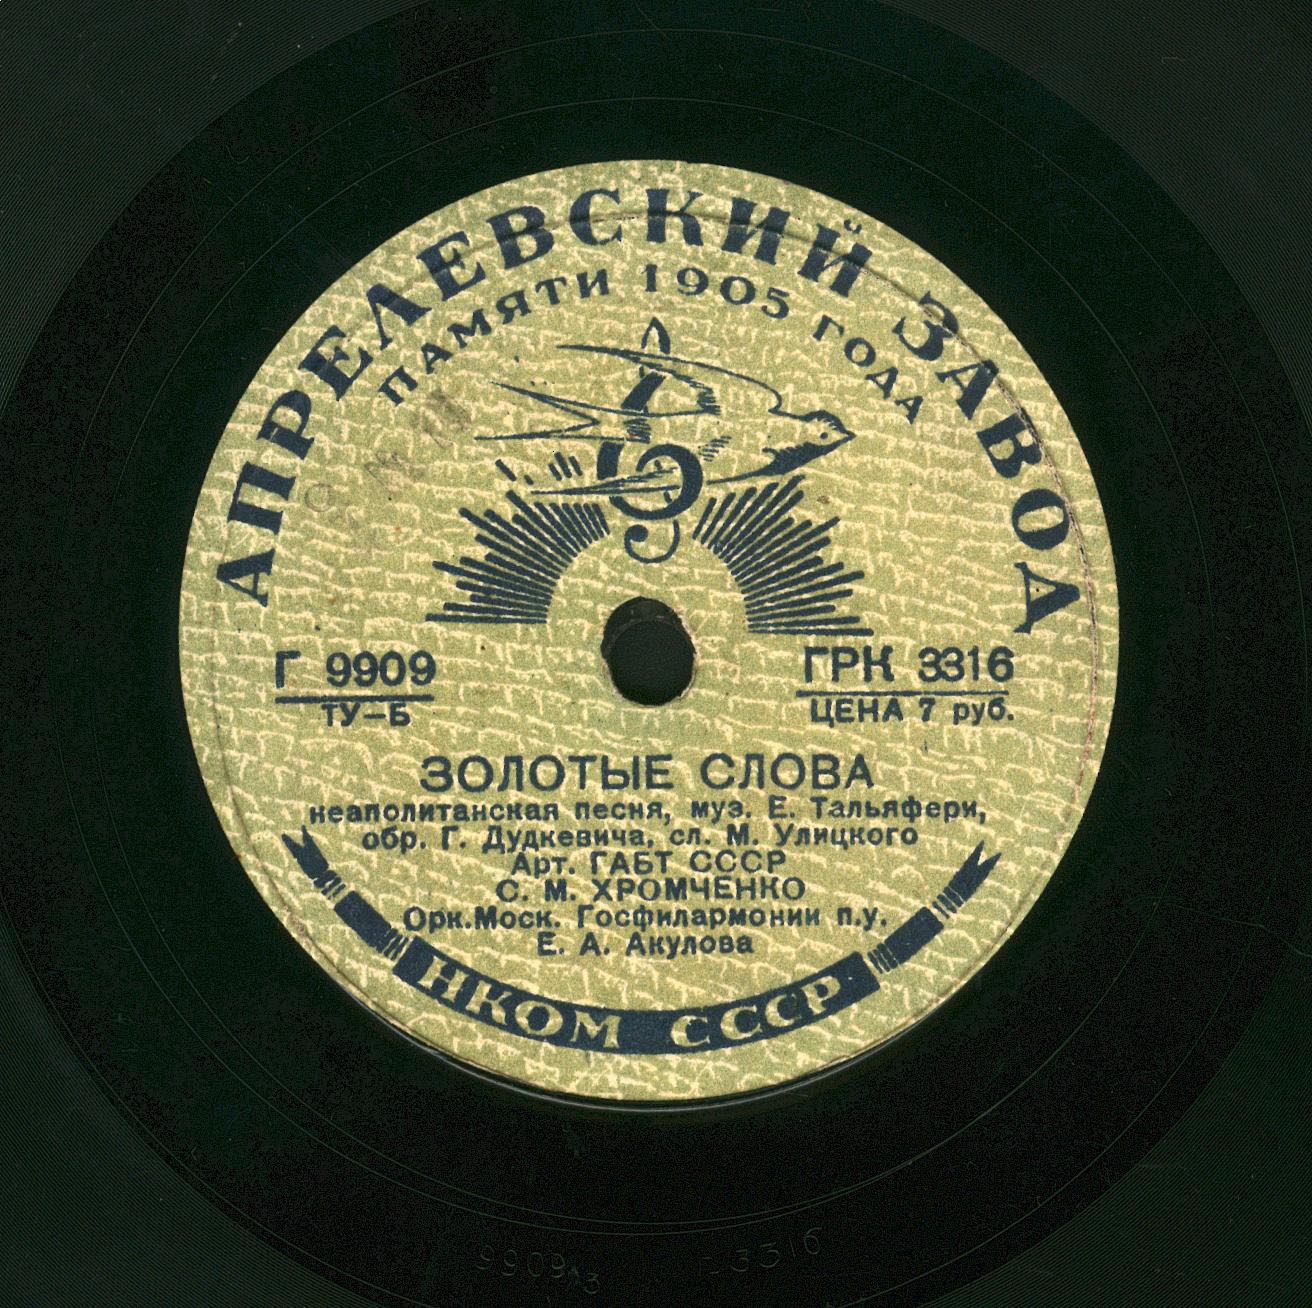 АПРЕЛЕВСКИЙ ЗАВОД
ПАМЯТИ 1905 ГОДА
Г 9909
ТУ-Б
ГРК 3316
ЦЕНА 7 руб.
ЗОЛОТЫЕ СЛОВА
неаполитанская песня, муз. Е. Тальяфери,
обр. Г. Дудкевича, сл. М. Улицкого
Арт. ГАБТ СССР
С. М. ХРОМЧЕНКО
Орк.Моск. Госфилармонии п.у.
Е. А. Акулова
НКОМ СССР
9909 3316